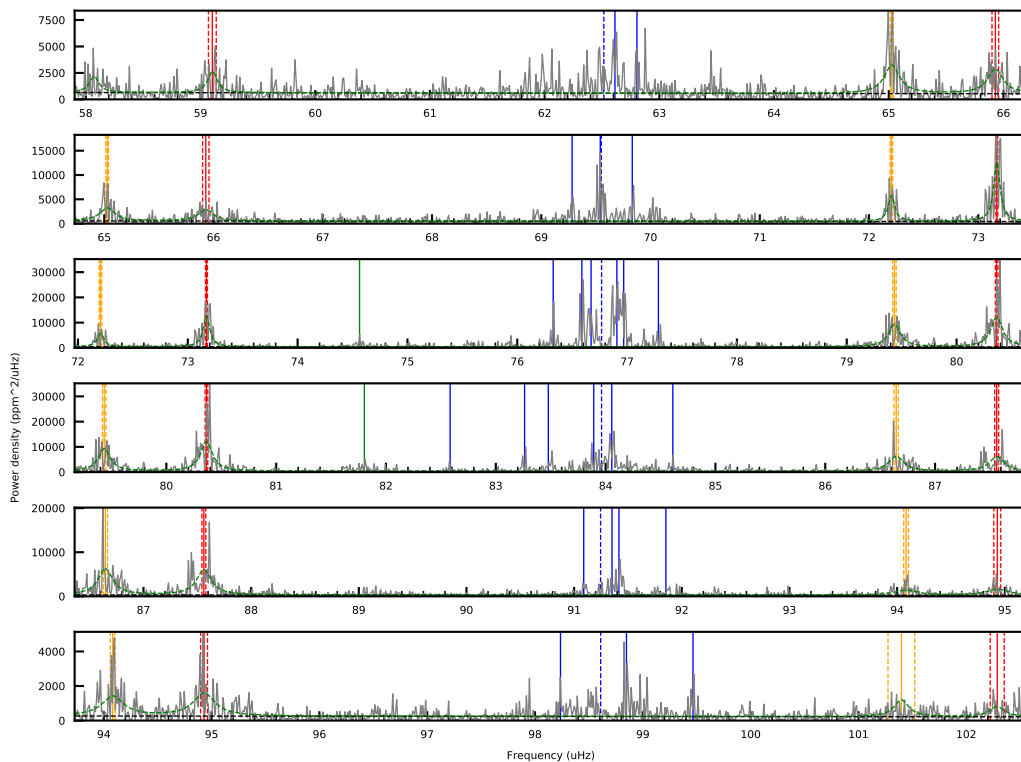 7500
5000
2500
0
58 59 60 61 62 63 64 65 66
15000
10000
5000
0
65 66 67 68 69 70 71 72 73
30000
20000
10000
0
72 73 74 75 76 77 78 79 80
30000
20000
10000
0
80 81 82 83 84 85 86 87
20000
10000
0
87 88 89 90 91 92 93 94 95
4000
2000
0
94 95 96 97 98 99 100 101 102
Power density (ppm^2/uHz)
Frequency (uHz)